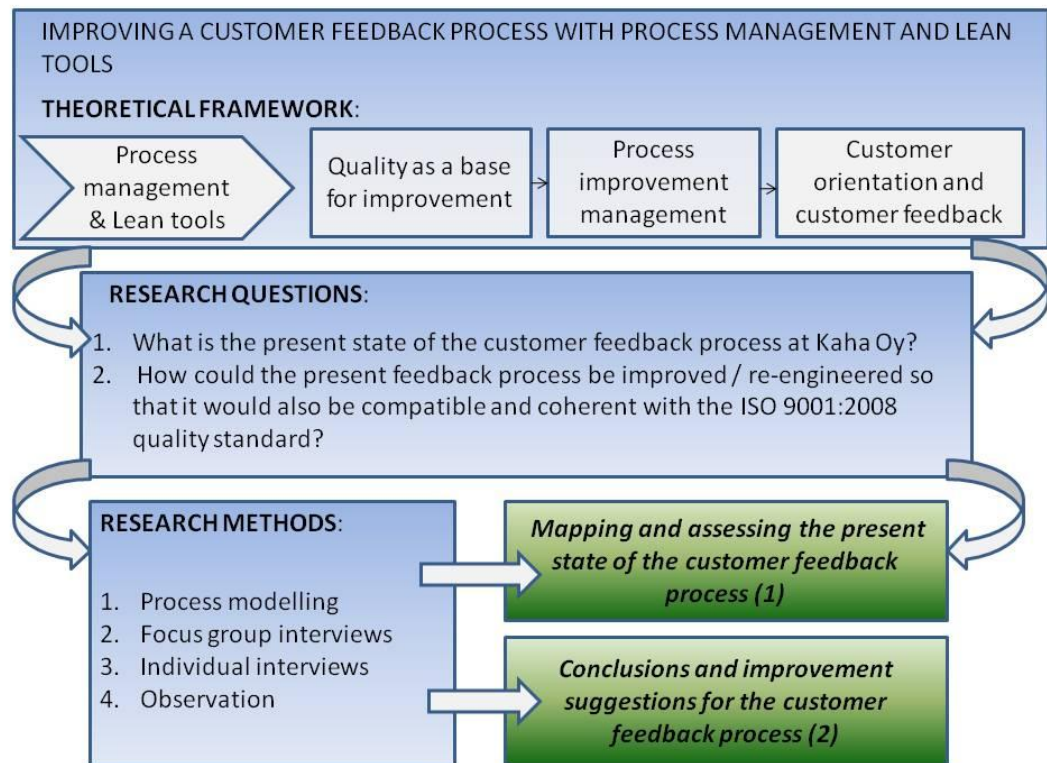 IMPROVING A CUSTOMER FEEDBACK PROCESS WITH PROCESS MANAGEMENT AND LEAN
TOOLS
THEORETICAL FRAMEWORK:
Process
management
& Lean tools
Quality as a base
for improvement
Process
improvement
management
Customer
orientation and
customer feedback
RESEARCH QUESTIONS:
1. What is the present state of the customer feedback process at Kaha Oy?
2. How could the present feedback process be improved / re-engineered so
that it would also be compatible and coherent with the ISO 9001:2008
quality standard?
RESEARCH METHODS:
1. Process modelling
2. Focus group interviews
3. Individual interviews
4. Observation
Mapping and assessing the present
state of the customer feedback
process (1)
Conclusions and improvement
suggestions for the customer
feedback process (2)